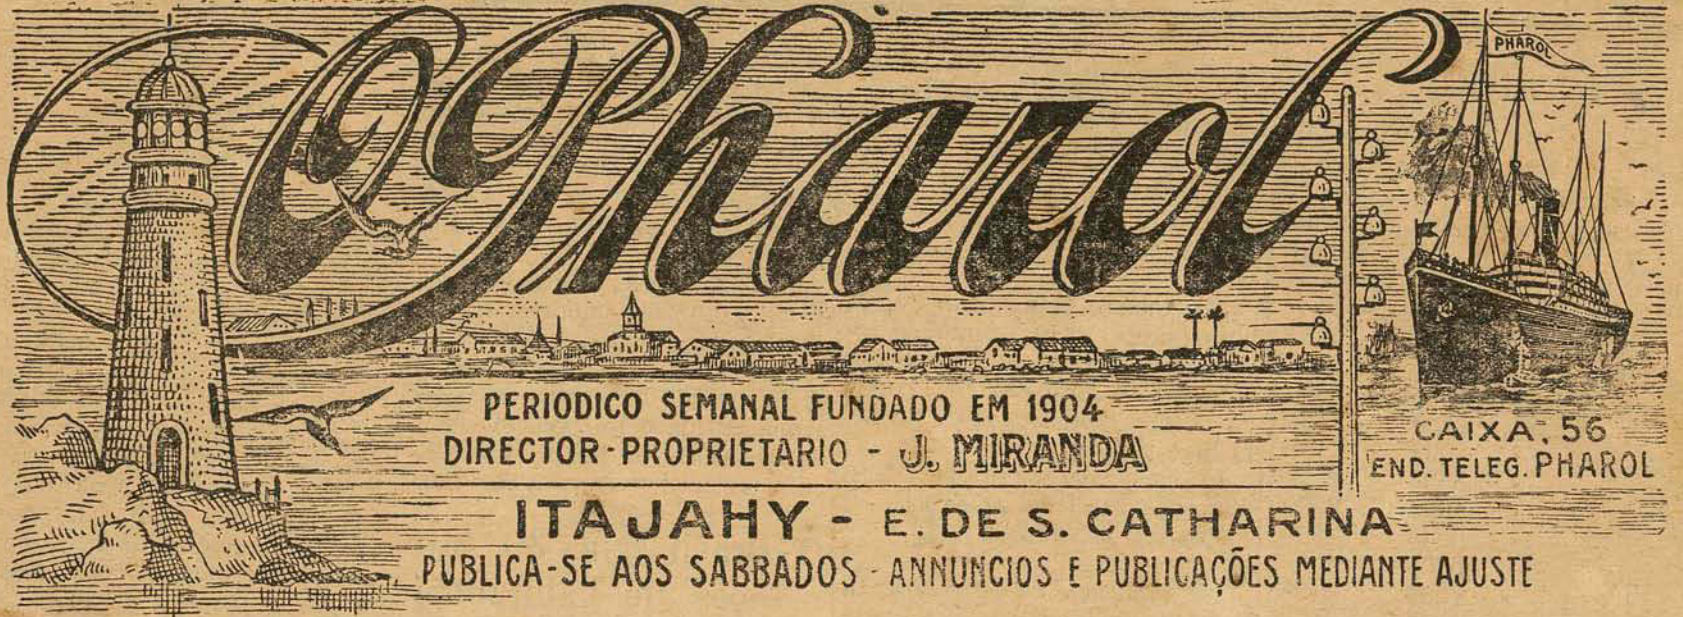 O Pharol
PHAROL
PERIODICO SEMANAL FUNDADO EM 1904
DIRECTOR-PROPRIETARIO - J. MIRANDA
CAIXA, 56
END. TELEG. PHAROL
ITAJAHY - E. DE S. CATHARINA
PUBLICA-SE AOS SABBADOS - ANNUNCIOS E PUBLICAÇÕES MEDIANTE AJUSTE